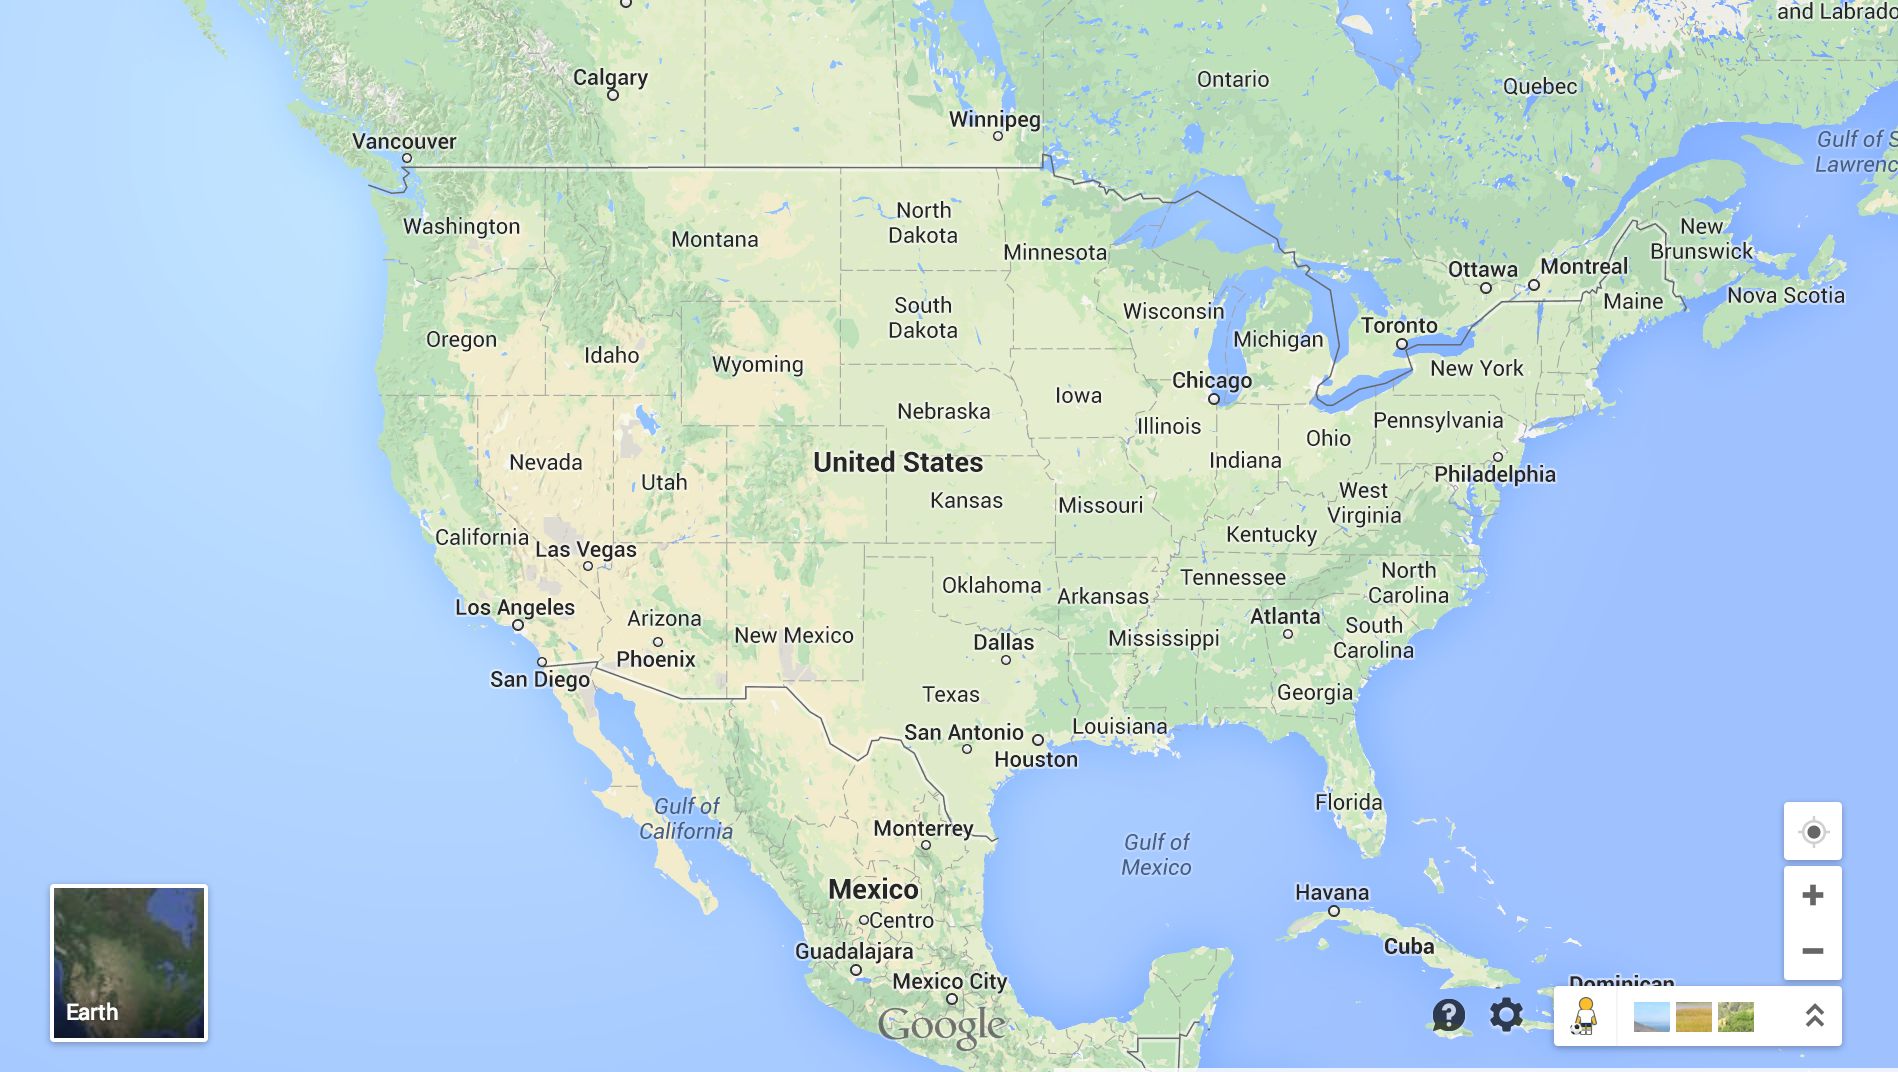 and Labrado
Calgary
Ontario
Quebec
Winnipeg
Vancouver
Gulf of S
Lawrenc
Washington
North
Dakota
Montana
Minnesota
New
Brunswick
Ottawa
Montreal
Maine
Nova Scotia
South
Dakota
Wisconsin
Michigan
Toronto
Oregon
Idaho
Wyoming
New York
Chicago
Iowa
Nebraska
Illinois
Pennsylvania
Ohio
Nevada
United States
Indiana
Utah
Philadelphia
Kansas
Missouri
West
Virginia
California
Las Vegas
Kentucky
Oklahoma
Arkansas
Tennessee
North
Carolina
Los Angeles
Arizona
New Mexico
Dallas
Mississippi
Atlanta
South
Carolina
San Diego
Phoenix
Texas
Georgia
San Antonio
Houston
Louisiana
Gulf of
California
Florida
Monterrey
Gulf of
Mexico
Mexico
Centro
Havana
Guadalajara
Cuba
Mexico City
Dominican
Earth
Google